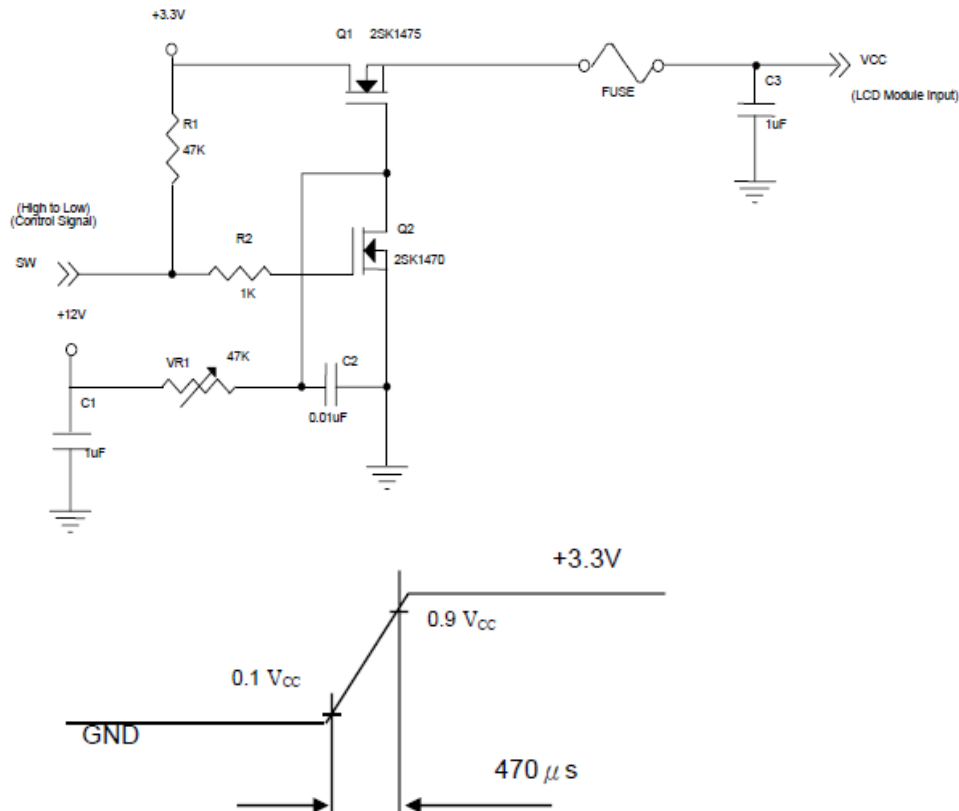 +3.3V
Q1 2SK1475
VCC
C3
FUSE
(LCD Module Input)
R1
47K
1uF
(High to Low)
(Control Signal)
Q2
R2
SW
2SK1470
1K
+12V
VR1
47K
C2
C1
0.01uF
1uF
+3.3V
0.9 VCC
0.1 VCC
GND
470 μ s